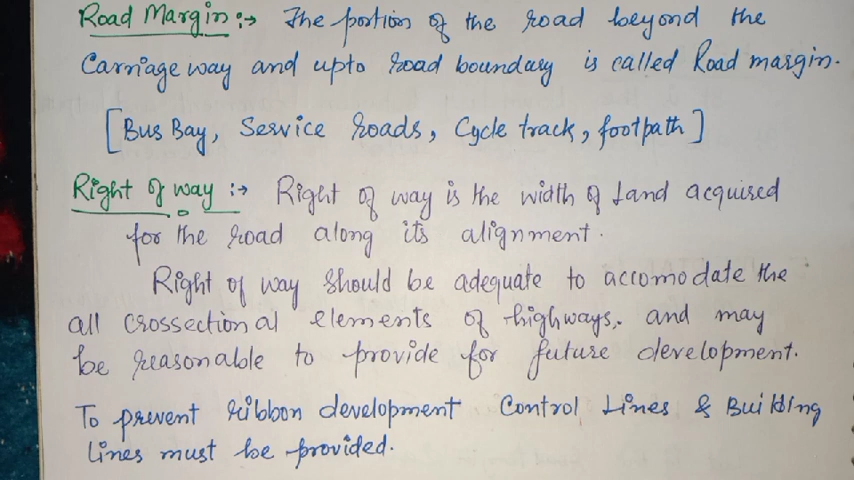 Road Margin :→ The portion of the road beyond the
Carriage way and upto road boundary is called Road margin.
[Bus Bay, Service roads, Cycle track, footpath]
Right of way :→ Right of way is the width of Land acquired
for the road along its alignment.
Right of way should be adequate to accomodate the
all crossectional elements of highways. and may
be reasonable to provide for future development.
To prevent ribbon development Control Lines & Building
Lines must be provided.